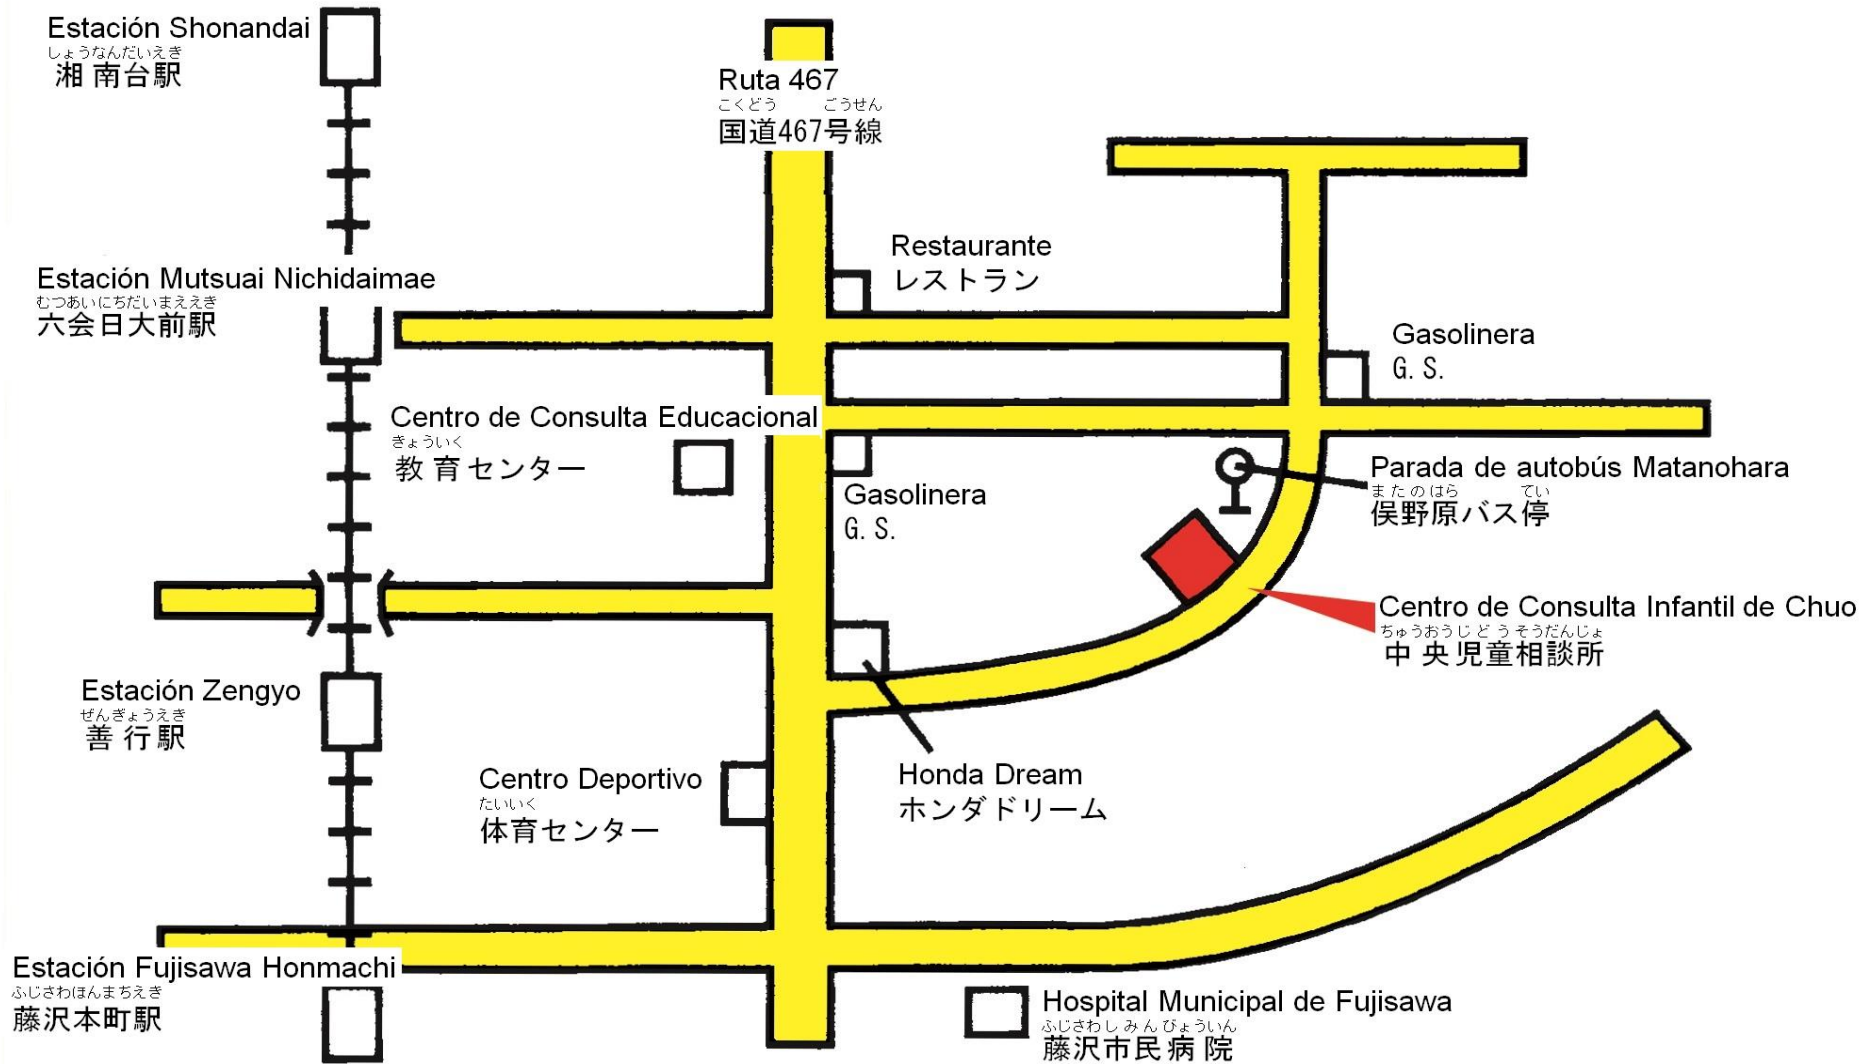 Estación Shonandai
しょうなんだいえき
湘南台駅
Ruta 467
こくどう ごうせん
国道467号線
Restaurante
レストラン
Estación Mutsuai Nichidaimae
むつあいにちだいまええき
六会日大前駅
Gasolinera
G.S.
Centro de Consulta Educacional
きょういく
教育センター
Gasolinera
G.S.
Parada de autobús Matanohara
またのはら てい
俣野原バス停
Centro de Consulta Infantil de Chuo
ちゅうおうじどうそうだんじょ
中央児童相談所
Estación Zengyo
ぜんぎょうえき
善行駅
Centro Deportivo
たいいく
体育センター
Honda Dream
ホンダドリーム
Estación Fujisawa Honmachi
ふじさわほんまちえき
藤沢本町駅
Hospital Municipal de Fujisawa
ふじさわしみんびょういん
藤沢市民病院